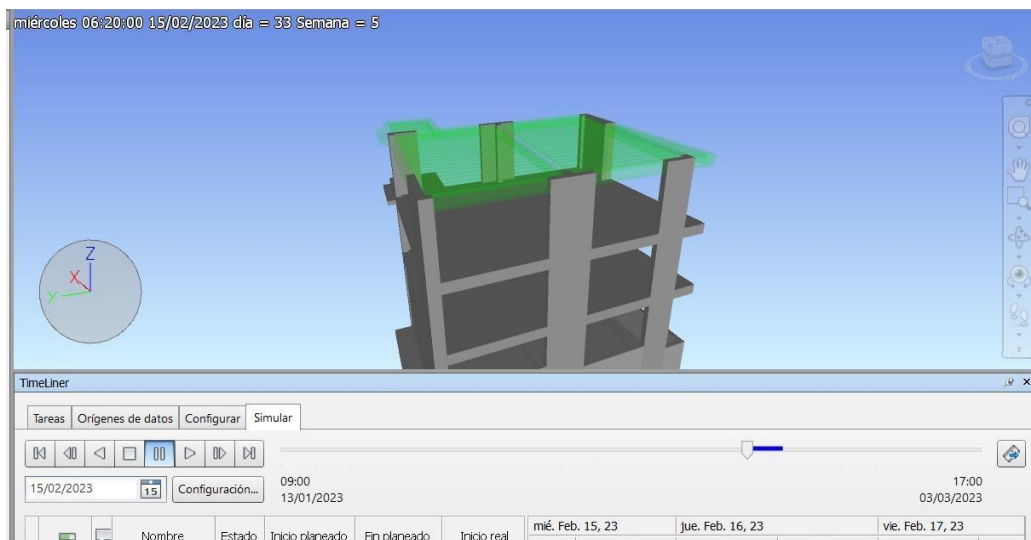 miércoles 06:20:00 15/02/2023 día = 33 Semana = 5
Z
X
y
TimeLiner
Tareas Orígenes de datos Configurar Simular
15/02/2023 15 Configuración... 09:00 17:00
13/01/2023 03/03/2023
Nombre Estado Inicio planeado Fin planeado Inicio real mié. Feb. 15, 23 jue. Feb. 16, 23 vie. Feb. 17, 23